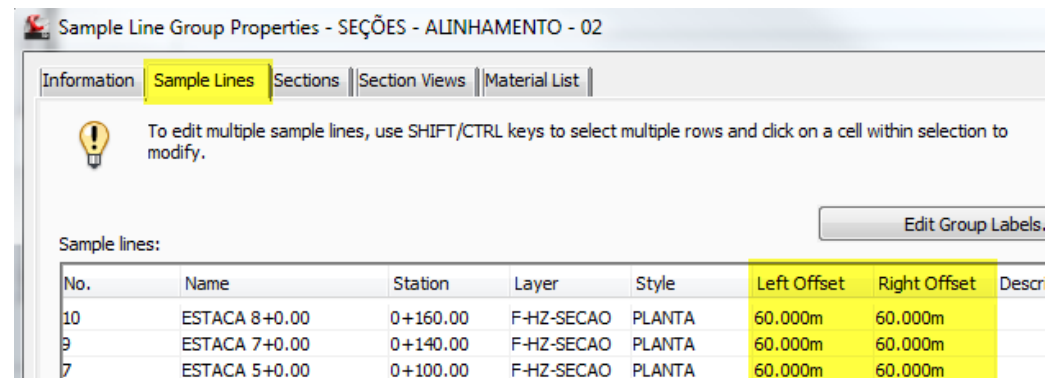 Sample Line Group Properties - SEÇÕES - ALINHAMENTO - 02
Information Sample Lines Sections Section Views Material List
To edit multiple sample lines, use SHIFT/CTRL keys to select multiple rows and click on a cell within selection to
modify.
Edit Group Labels.
Sample lines:
No. Name Station Layer Style Left Offset Right Offset Descri
10 ESTACA 8+0.00 0+160.00 F-HZ-SECAO PLANTA 60.000m 60.000m
9 ESTACA 7+0.00 0+140.00 F-HZ-SECAO PLANTA 60.000m 60.000m
7 ESTACA 5+0.00 0+100.00 F-HZ-SECAO PLANTA 60.000m 60.000m